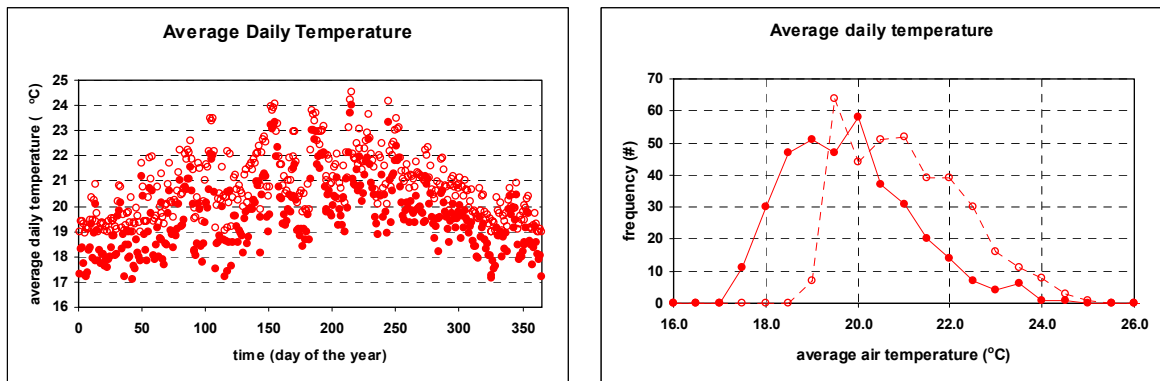 Average Daily Temperature
average daily temperature ( ºC)
25
24
23
22
21
20
19
18
17
16
0 50 100 150 200 250 300 350
time (day of the year)
Average daily temperature
frequency (#)
70
60
50
40
30
20
10
0
16.0 18.0 20.0 22.0 24.0 26.0
average air temperature (ºC)